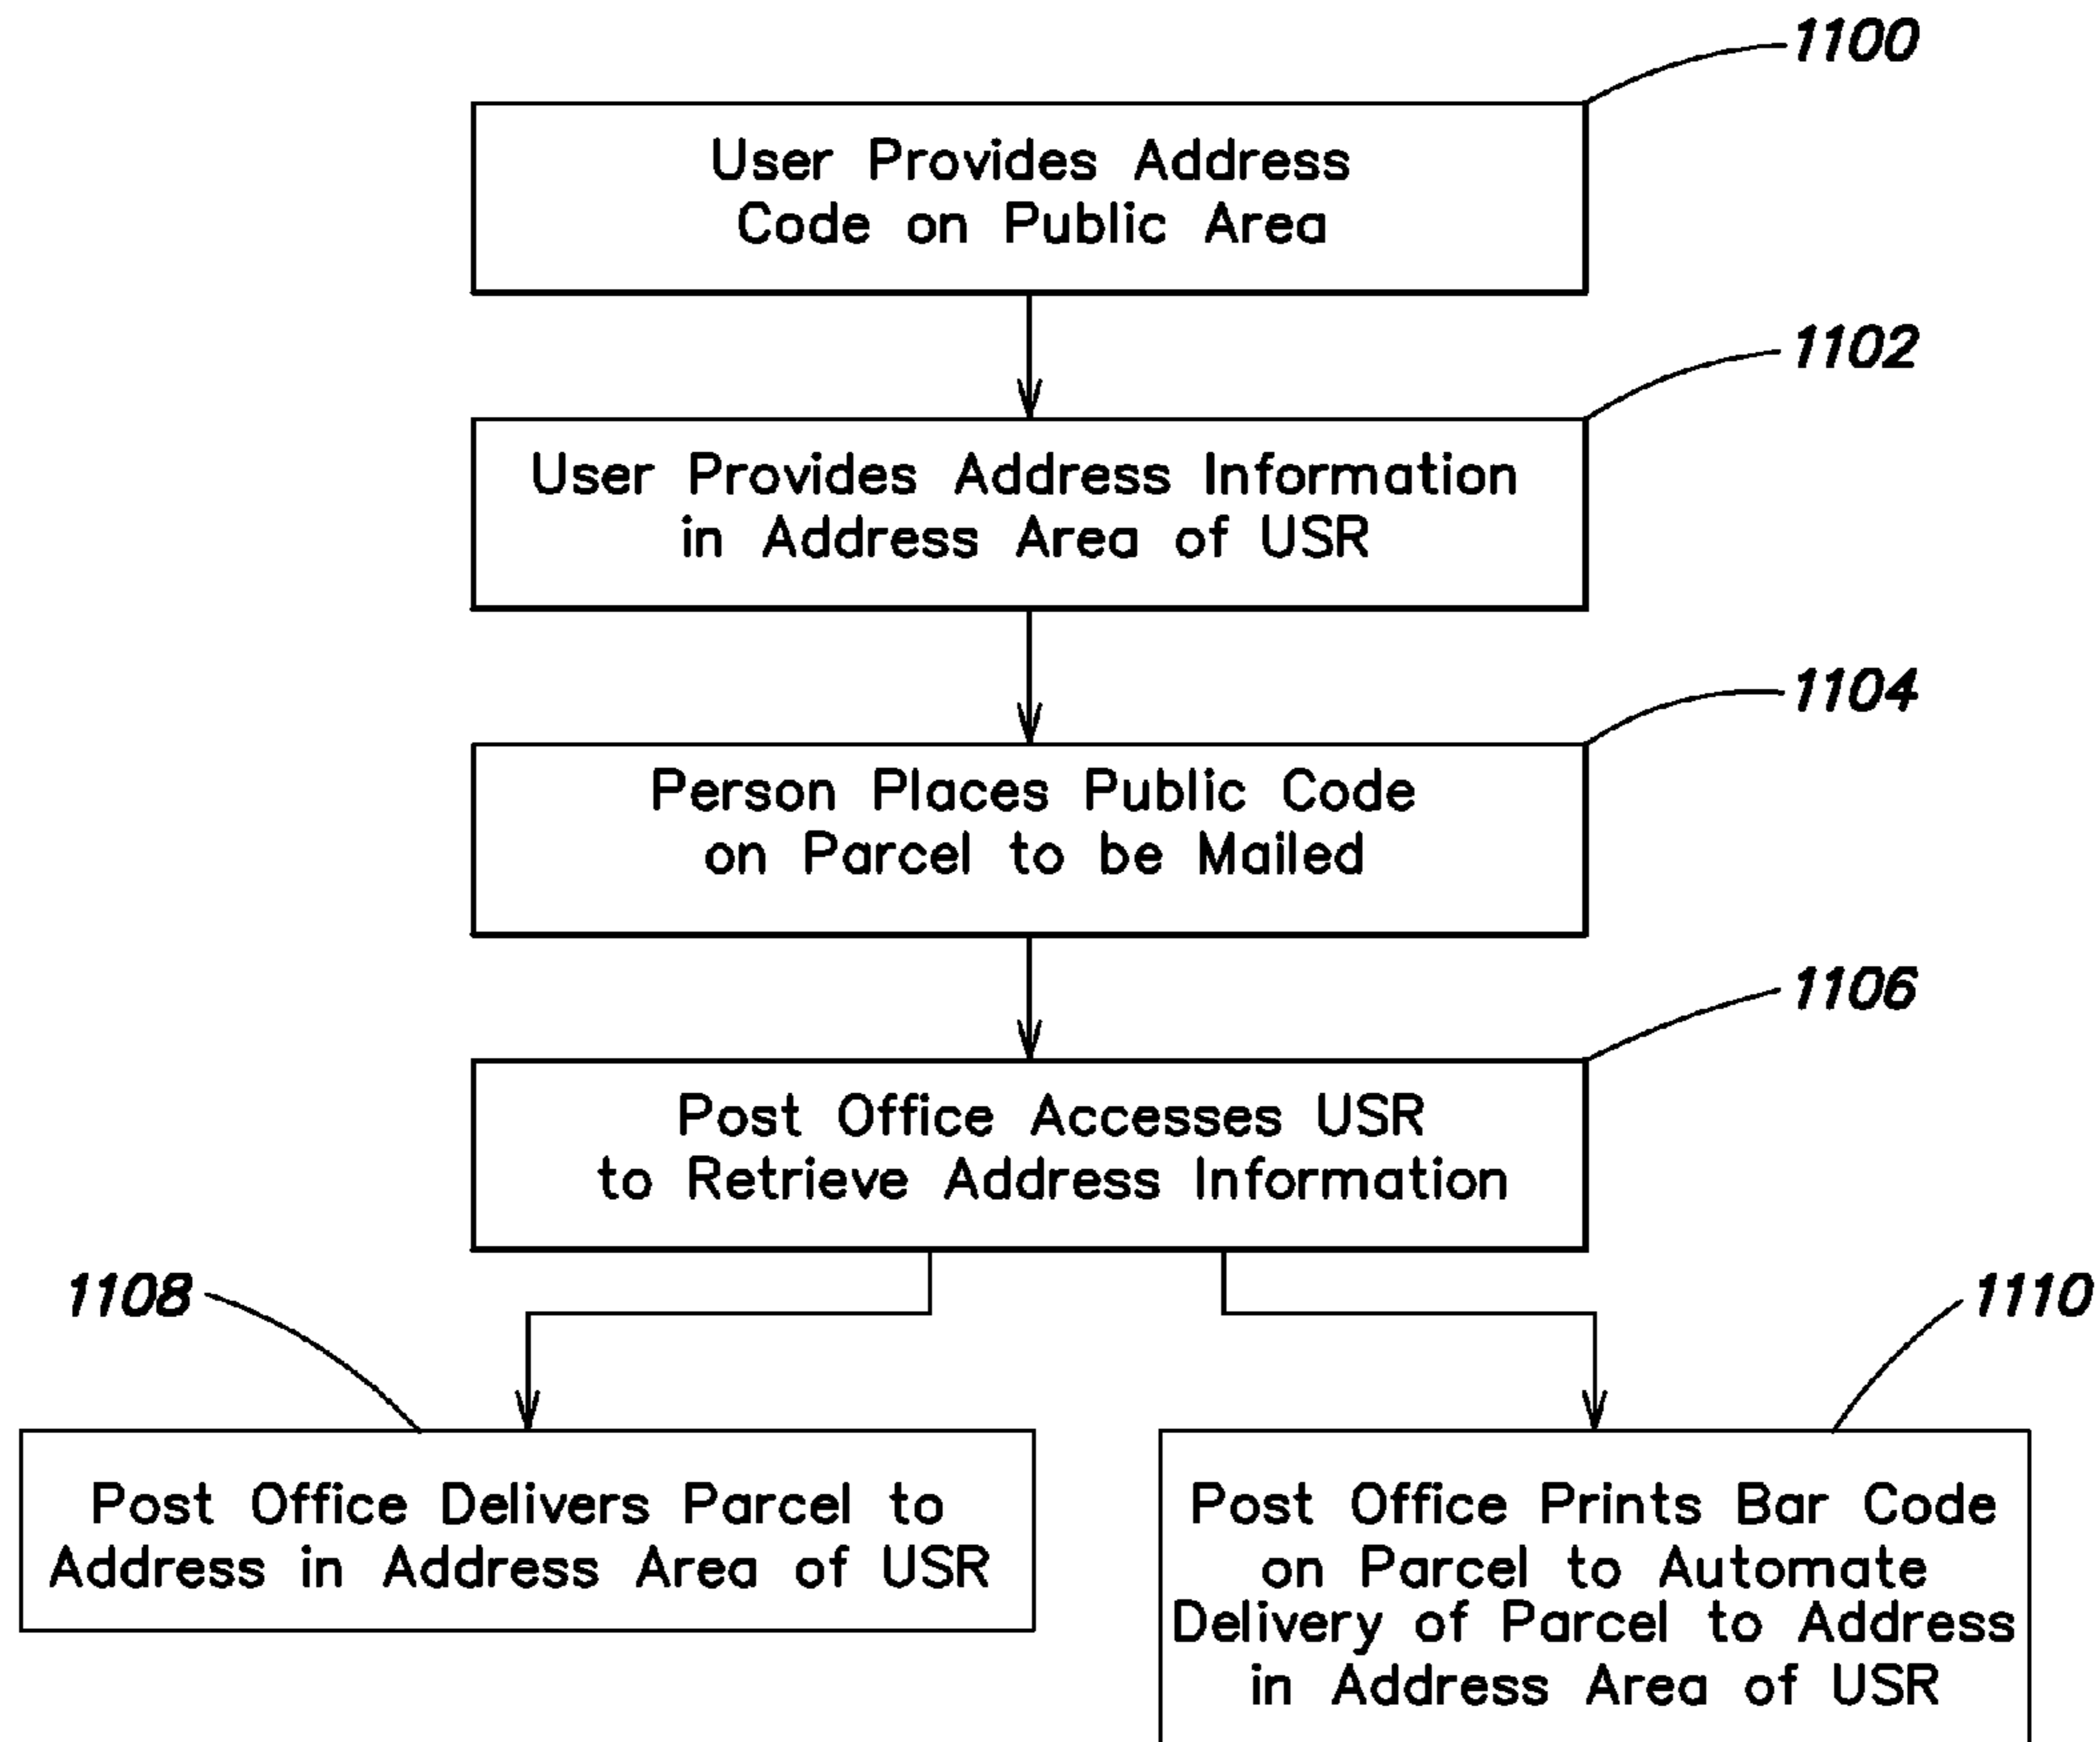 1100
User Provides Address
Code on Public Area
1102
User Provides Address Information
in Address Area of USR
1104
Person Places Public Code
on Parcel to be Mailed
1106
Post Office Accesses USR
to Retrieve Address Information
1108
Post Office Delivers Parcel to
Address in Address Area of USR
1110
Post Office Prints Bar Code
on Parcel to Automate
Delivery of Parcel to Address
in Address Area of USR